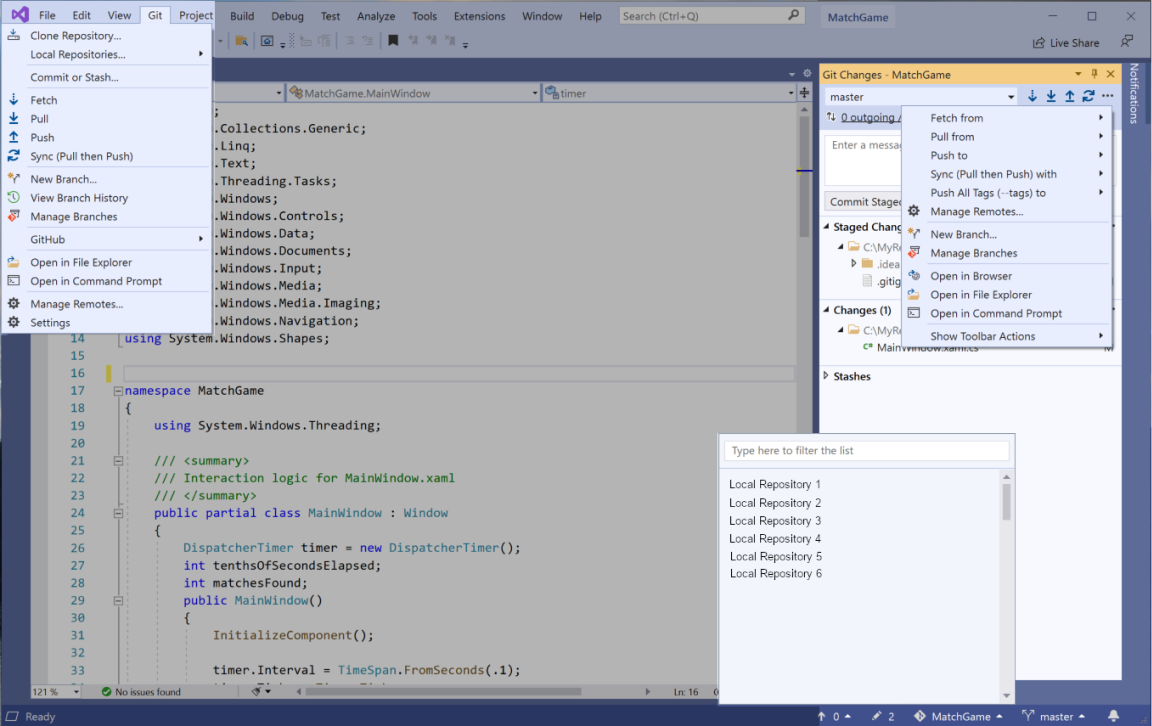 File Edit View Git Project Build Debug Test Analyze Tools Extensions Window Help Search (Ctrl+Q) MatchGame
Live Share
Clone Repository...
Local Repositories...
Commit or Stash...
Fetch
Pull
Push
Sync (Pull then Push)
New Branch...
View Branch History
Manage Branches
GitHub
Open in File Explorer
Open in Command Prompt
Manage Remotes...
Settings
MatchGame.MainWindow timer
;
.Collections.Generic;
.Linq;
.Text;
.Threading.Tasks;
.Windows;
.Windows.Controls;
.Windows.Data;
.Windows.Documents;
.Windows.Input;
.Windows.Media;
.Windows.Media.Imaging;
.Windows.Navigation;
14 using System.Windows.Shapes;
15
16
17 namespace MatchGame
18 {
19 using System.Windows.Threading;
20
21 /// <summary>
22 /// Interaction logic for MainWindow.xaml
23 /// </summary>
24 public partial class MainWindow : Window
25 {
26 DispatcherTimer timer = new DispatcherTimer();
27 int tenthsOfSecondsElapsed;
28 int matchesFound;
29 public MainWindow()
30 {
31 InitializeComponent();
32
33 timer.Interval = TimeSpan.FromSeconds(.1);
121 % No issues found Ln: 16
Git Changes - MatchGame
Notifications
master
0 outgoing /
Enter a messa
Commit Staged
Staged Chang
C:\MyRe
.idea
.gitig
Changes (1)
C:\MyRe
C# MainWindow.xaml.cs M
Stashes
Fetch from
Pull from
Push to
Sync (Pull then Push) with
Push All Tags (--tags) to
Manage Remotes...
New Branch...
Manage Branches
Open in Browser
Open in File Explorer
Open in Command Prompt
Show Toolbar Actions
Type here to filter the list
Local Repository 1
Local Repository 2
Local Repository 3
Local Repository 4
Local Repository 5
Local Repository 6
Ready 0 2 MatchGame master